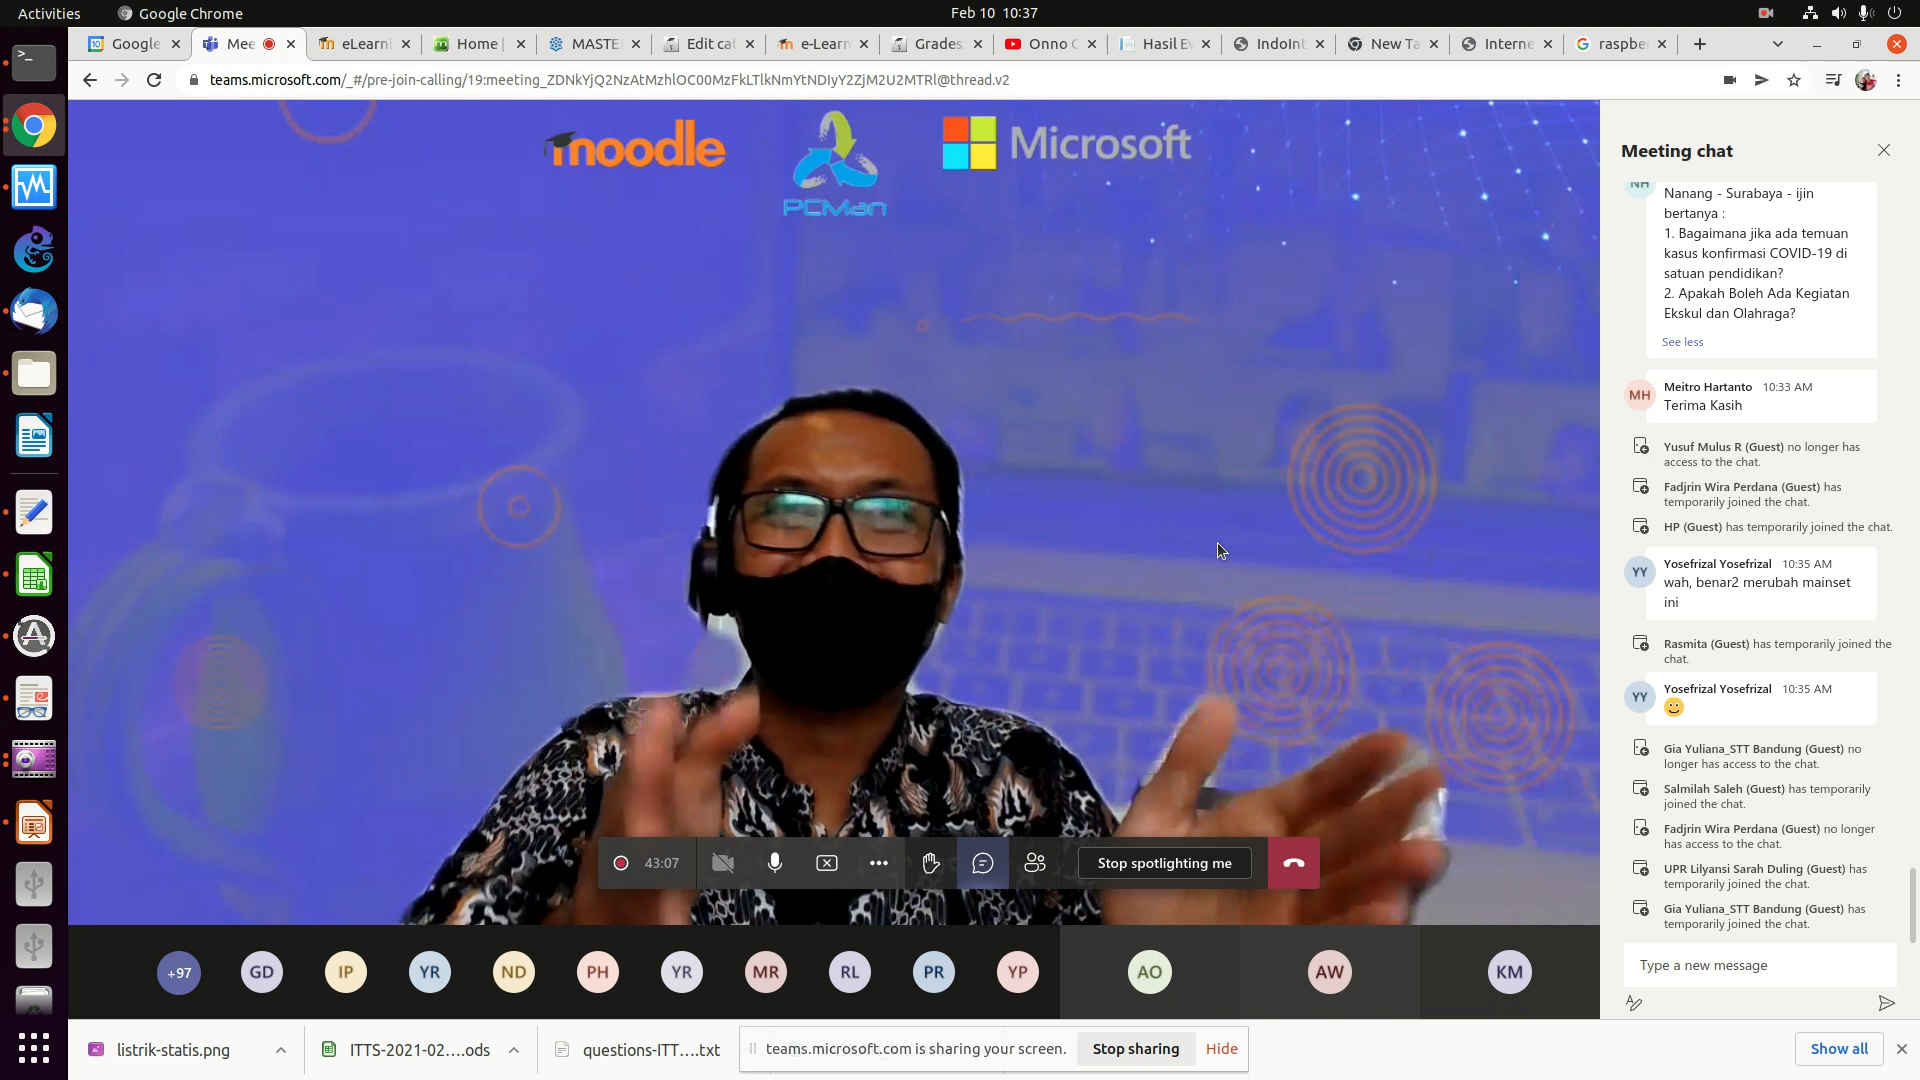 Activities
Google Chrome
Feb 10 10:37
Google
Mee
eLearni
Home |
MASTE
Edit cat
e-Learn
Grades:
Onno C
Hasil Ev
IndoInt
New Ta
Interne
raspbe
teams.microsoft.com/_#/pre-join-calling/19:meeting_ZDNkYjQ2NzAtMzhlOC00MzFkLTlkNmYtNDIyY2ZjM2U2MTRl@thread.v2
moodle
PCMan
Microsoft
Meeting chat
NH
Nanang - Surabaya - ijin
bertanya :
1. Bagaimana jika ada temuan
kasus konfirmasi COVID-19 di
satuan pendidikan?
2. Apakah Boleh Ada Kegiatan
Ekskul dan Olahraga?
See less
MH
Meitro Hartanto 10:33 AM
Terima Kasih
Yusuf Mulus R (Guest) no longer has
access to the chat.
Fadjrin Wira Perdana (Guest) has
temporarily joined the chat.
HP (Guest) has temporarily joined the chat.
YY
Yosefrizal Yosefrizal 10:35 AM
wah, benar2 merubah mainset
ini
Rasmita (Guest) has temporarily joined the
chat.
YY
Yosefrizal Yosefrizal 10:35 AM
Gia Yuliana_STT Bandung (Guest) no
longer has access to the chat.
Salmilah Saleh (Guest) has temporarily
joined the chat.
Fadjrin Wira Perdana (Guest) no longer
has access to the chat.
UPR Lilyansi Sarah Duling (Guest) has
temporarily joined the chat.
Gia Yuliana_STT Bandung (Guest) has
temporarily joined the chat.
Type a new message
43:07
Stop spotlighting me
+97
GD
IP
YR
ND
PH
YR
MR
RL
PR
YP
AO
AW
KM
listrik-statis.png
ITTS-2021-02....ods
questions-ITT....txt
teams.microsoft.com is sharing your screen.
Stop sharing
Hide
Show all